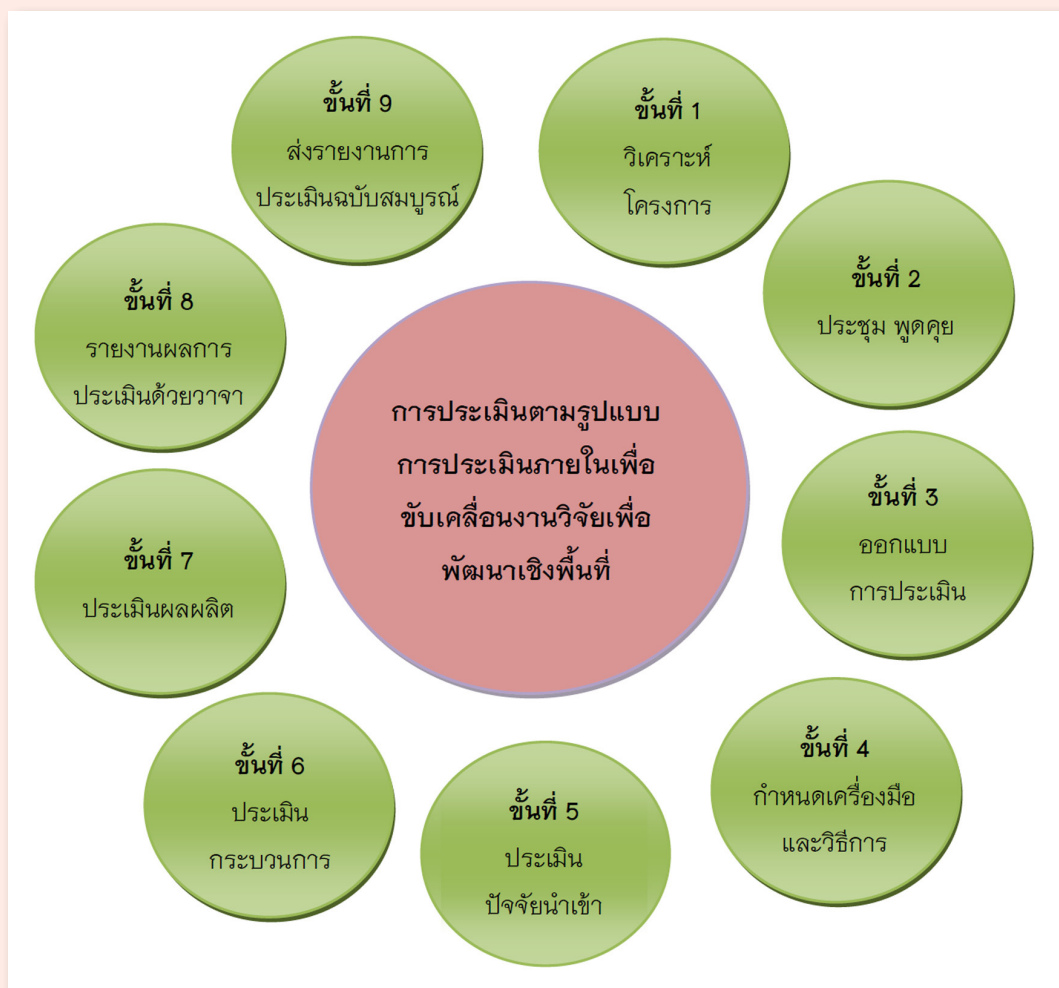 ขั้นที่ 1
วิเคราะห์
โครงการ
ขั้นที่ 2
ประชุม พูดคุย
ขั้นที่ 3
ออกแบบ
การประเมิน
ขั้นที่ 4
กำหนดเครื่องมือ
และวิธีการ
ขั้นที่ 5
ประเมิน
ปัจจัยนำเข้า
ขั้นที่ 6
ประเมิน
กระบวนการ
ขั้นที่ 7
ประเมินผลผลิต
ขั้นที่ 8
รายงานผลการ
ประเมินด้วยวาจา
ขั้นที่ 9
ส่งรายงานการ
ประเมินฉบับสมบูรณ์
การประเมินตามรูปแบบ
การประเมินภายในเพื่อ
ขับเคลื่อนงานวิจัยเพื่อ
พัฒนาเชิงพื้นที่